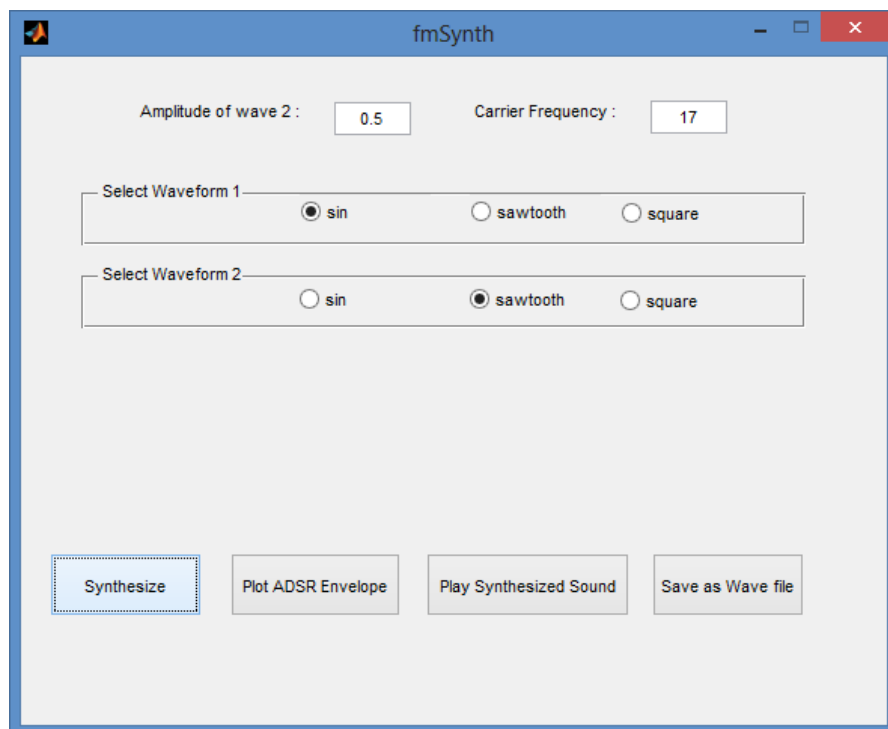 fmSynth
Amplitude of wave 2 : 0.5 Carrier Frequency : 17
Select Waveform 1
sin sawtooth square
Select Waveform 2
sin sawtooth square
Synthesize Plot ADSR Envelope Play Synthesized Sound Save as Wave file